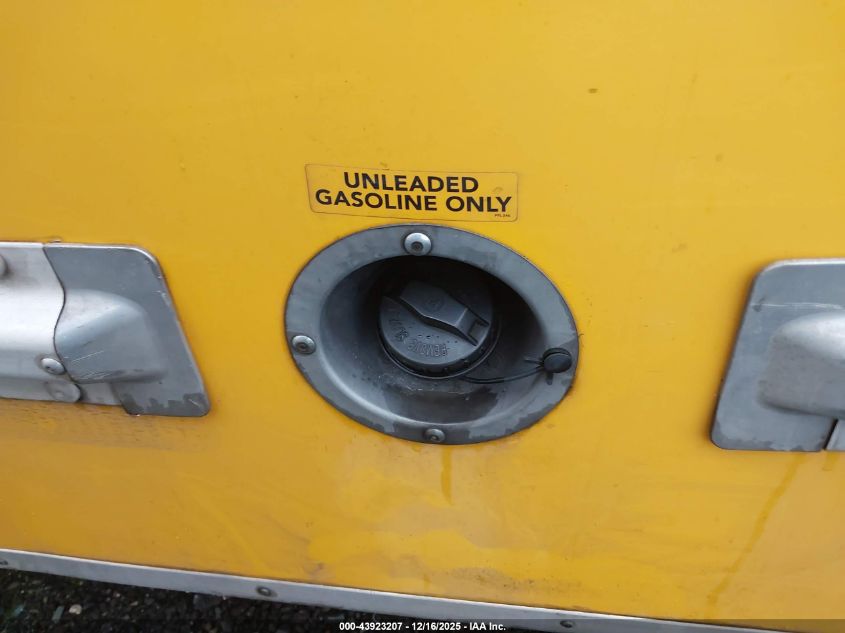 UNLEADED
GASOLINE ONLY
000-43923207 - 12/16/2025 - IAA Inc.